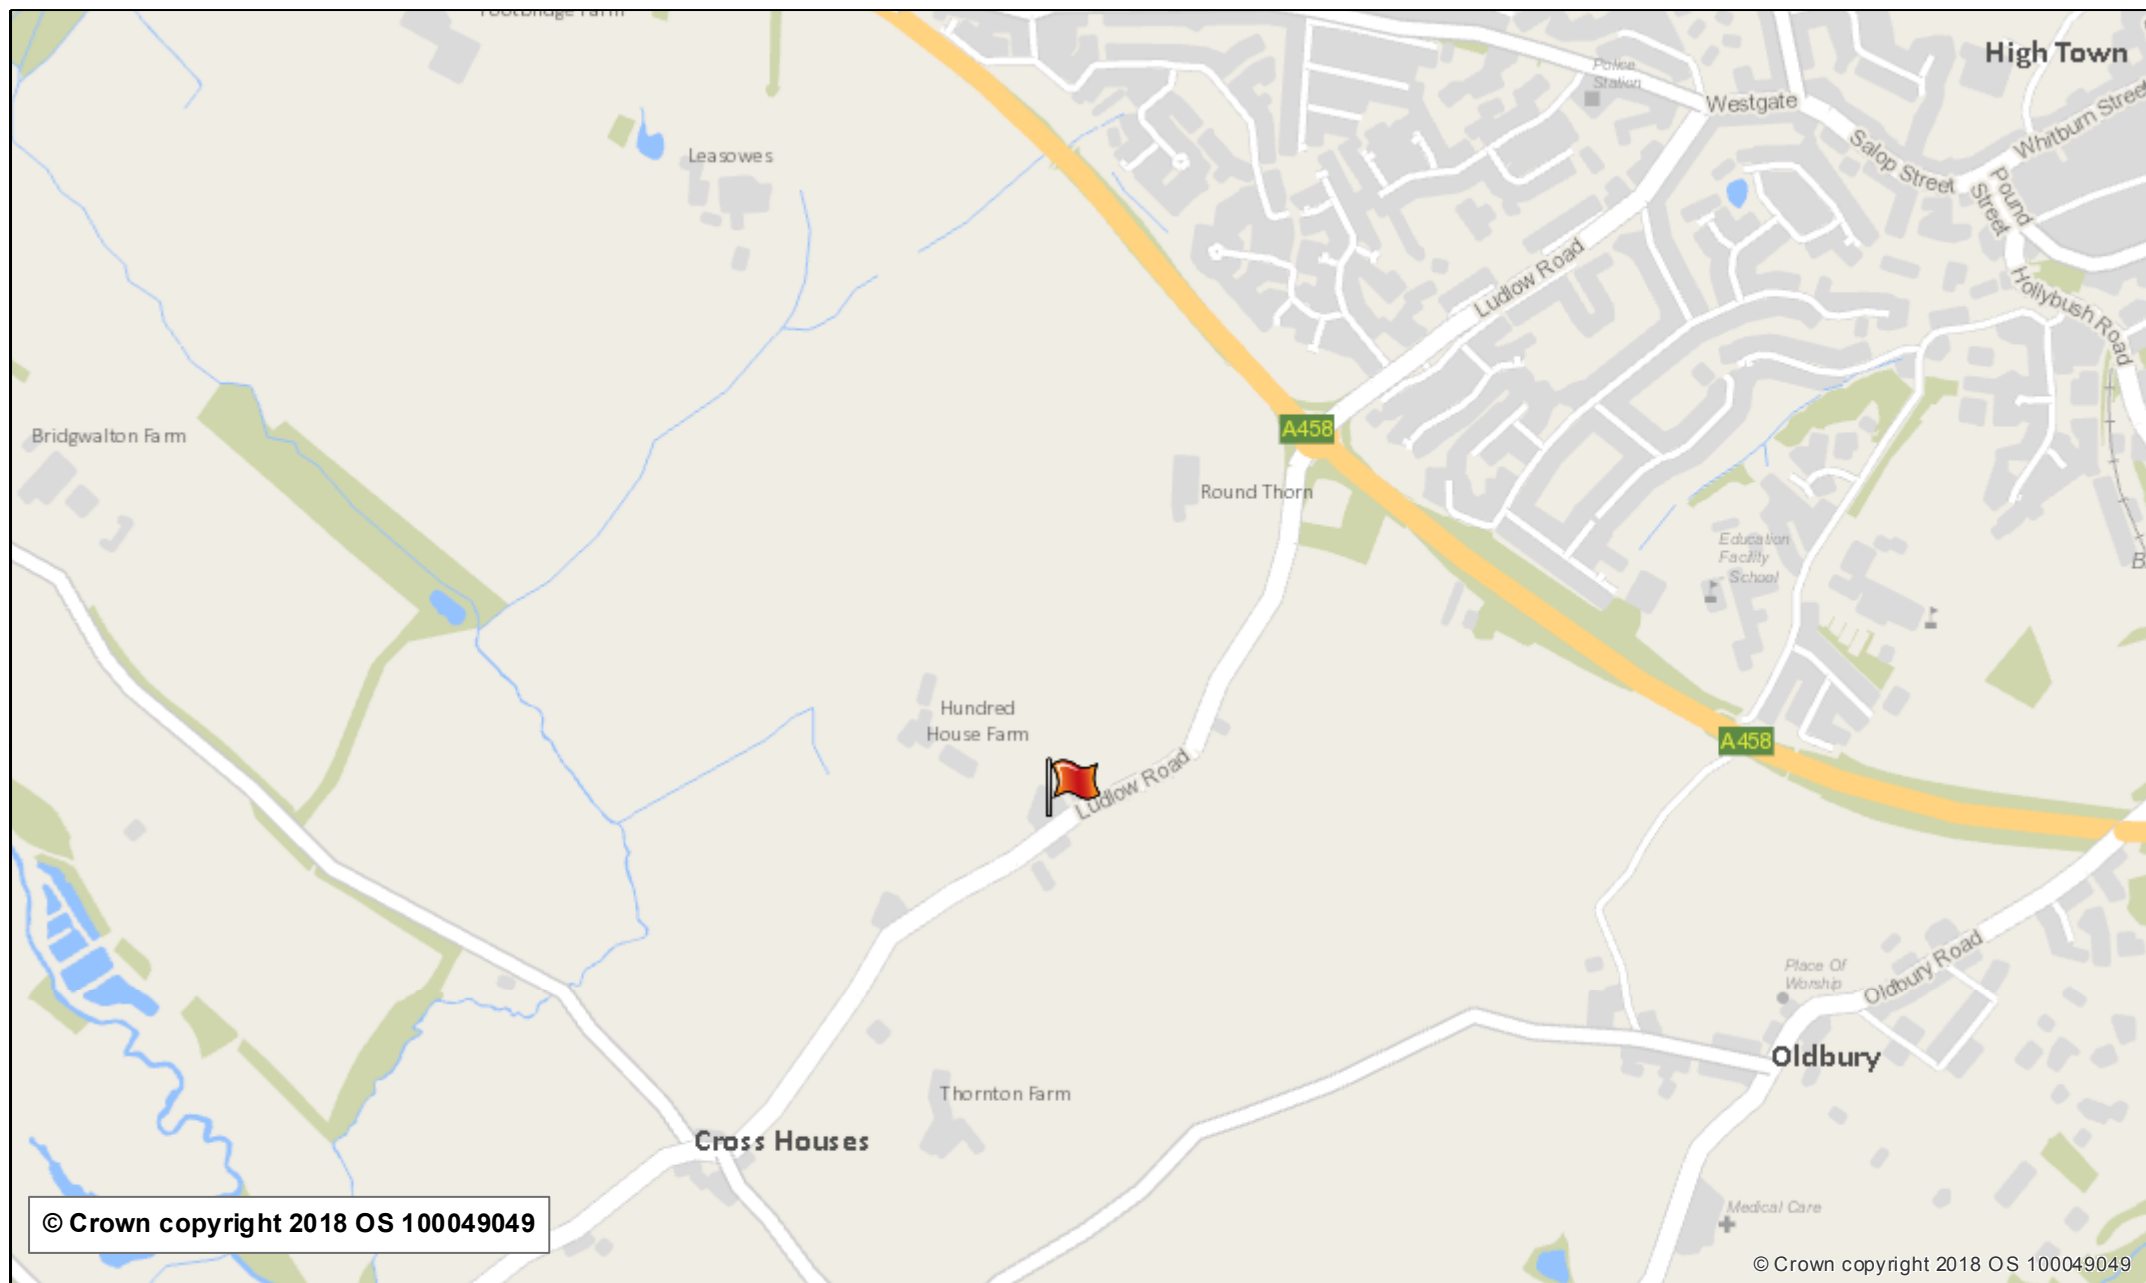 Footbridge Farm
High Town
Police
Station
Westgate
Whitburn Street
Salop Street
Pound
Street
Leasowes
Ludlow Road
Hollybush Road
A458
Bridgwalton Farm
Round Thorn
Education
Facility
- School
B
Hundred
House Farm
A458
Ludlow Road
Place Of
Worship
Oldbury Road
Oldbury
Thornton Farm
Cross Houses
Medical Care
© Crown copyright 2018 OS 100049049
© Crown copyright 2018 OS 100049049